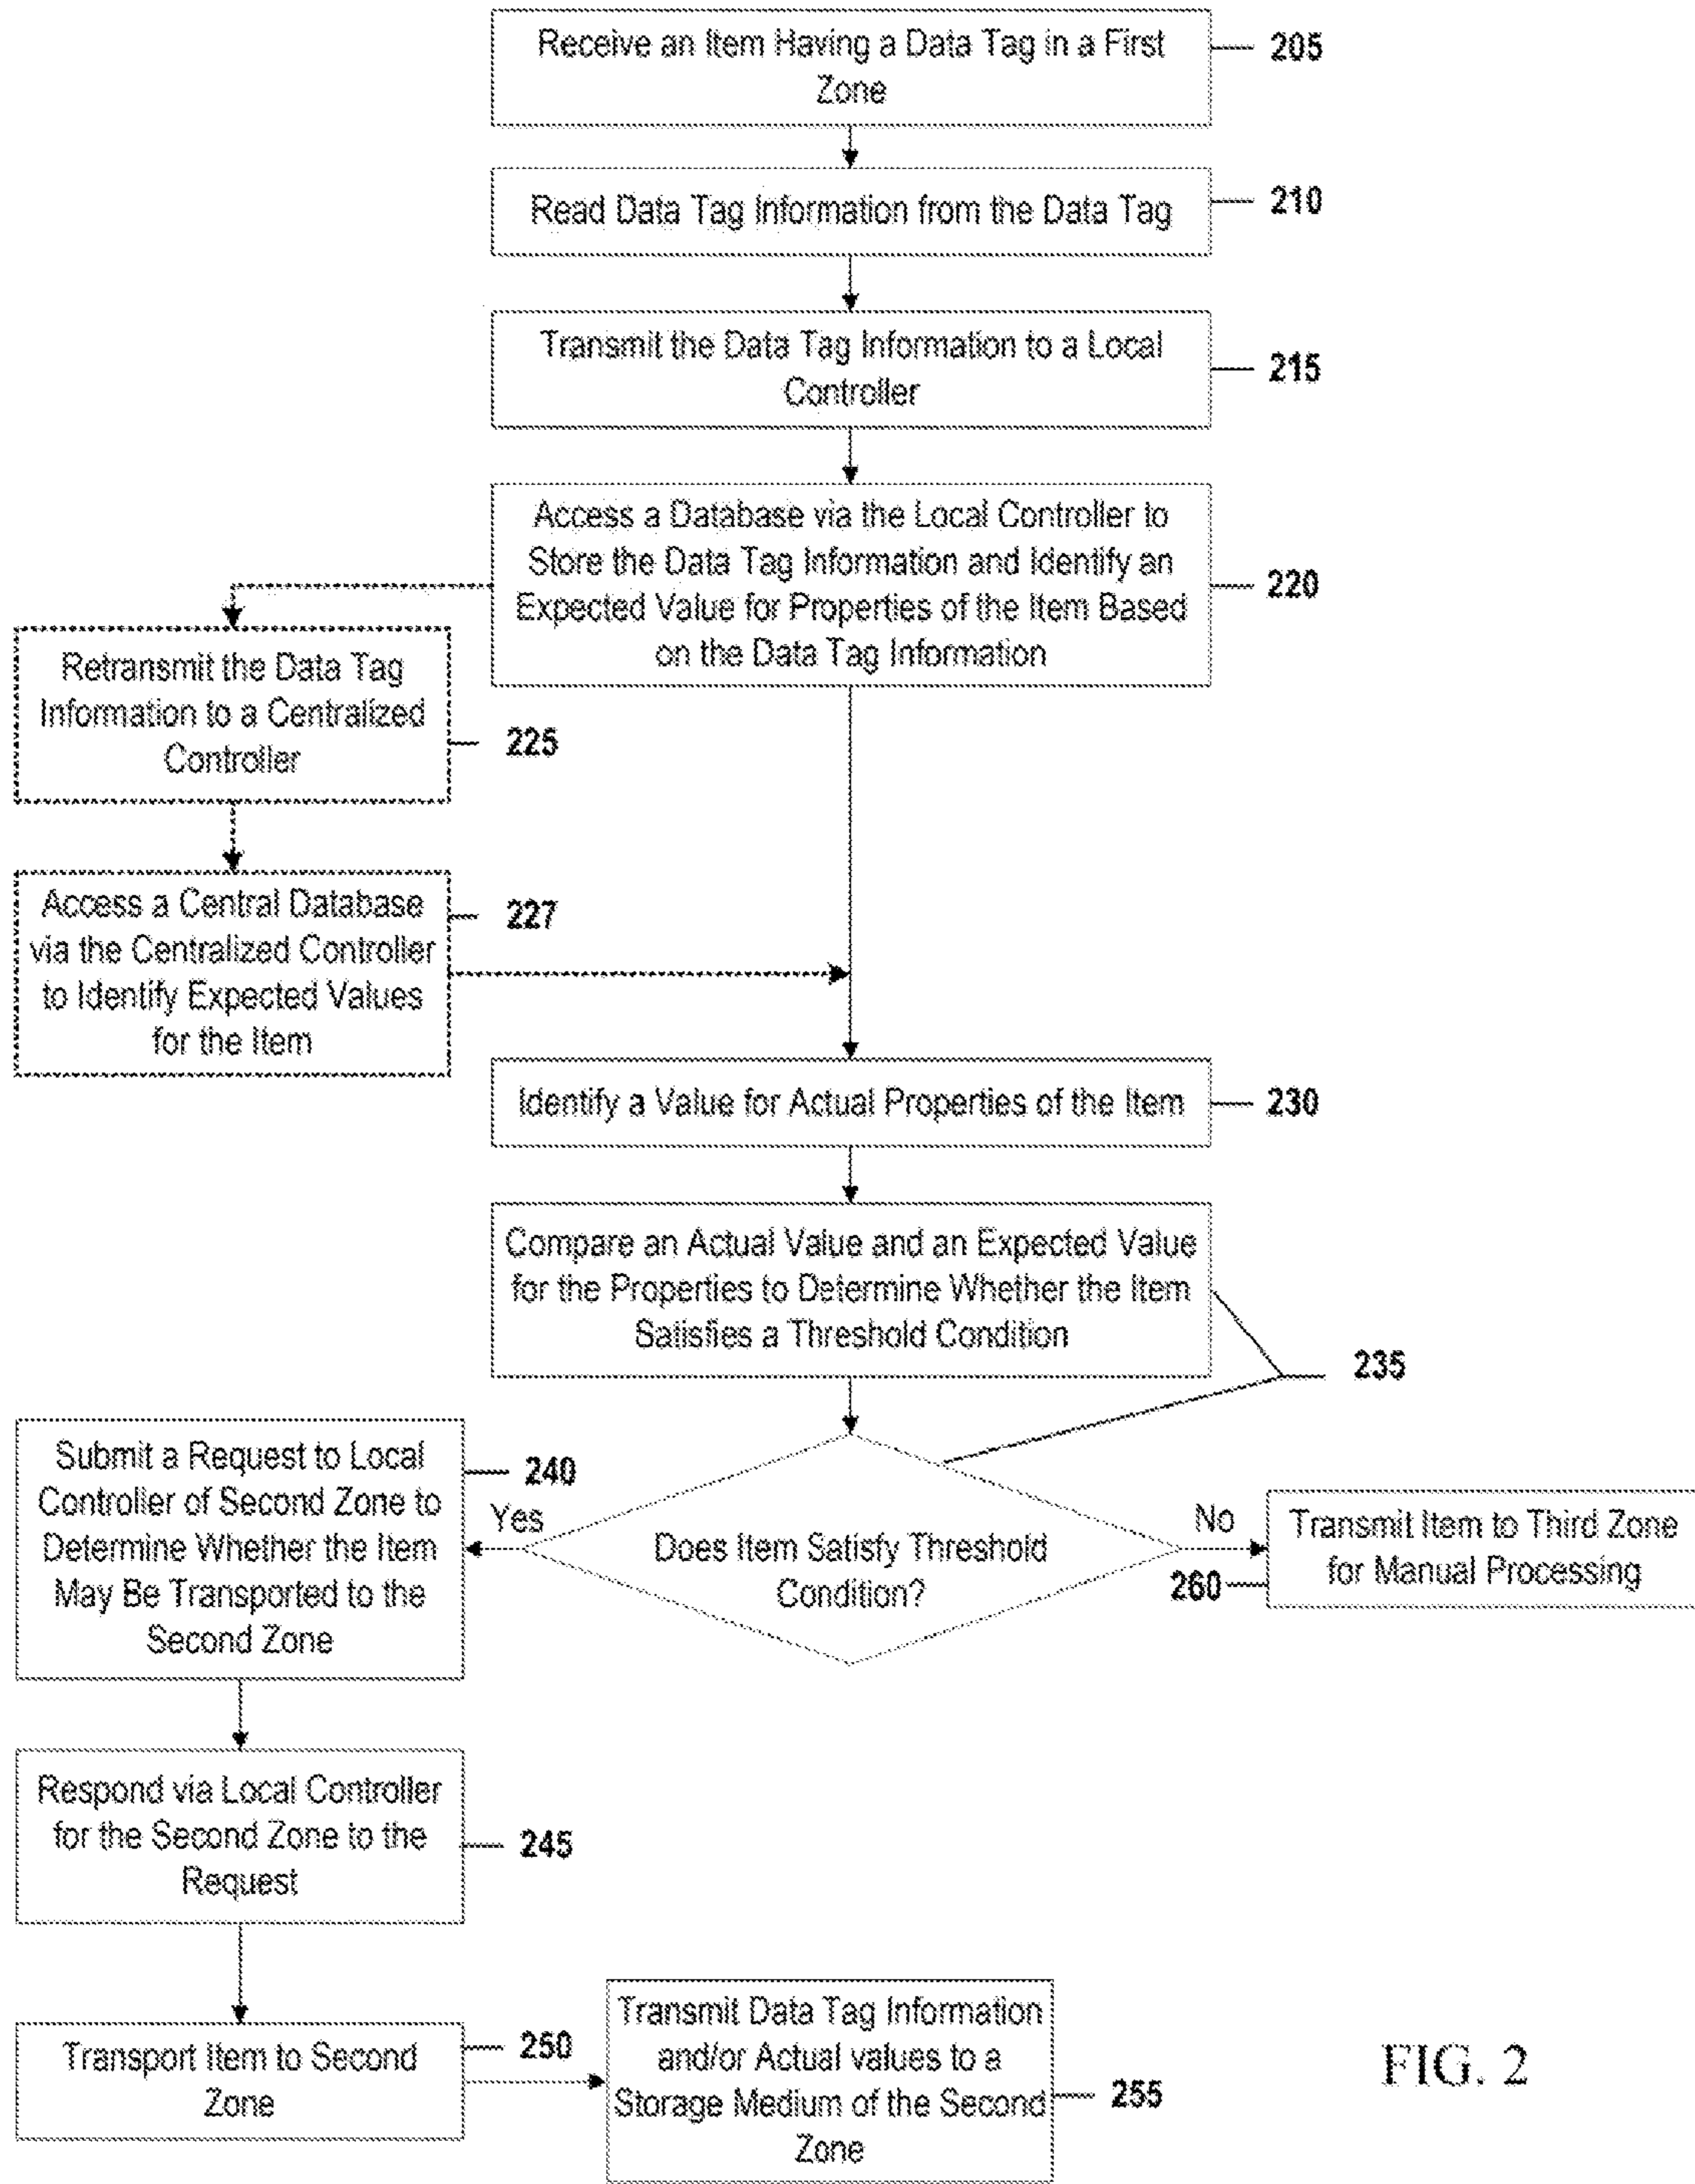 Receive an Item Having a Data Tag in a First
Zone
205
Read Data Tag Information from the Data Tag
210
Transmit the Data Tag Information to a Local
Controller
215
Access a Database via the Local Controller to
Store the Data Tag Information and Identify an
Expected Value for Properties of the Item Based
on the Data Tag Information
220
Retransmit the Data Tag
Information to a Centralized
Controller
225
Access a Central Database
via the Centralized Controller
to Identify Expected Values
for the Item
227
Identify a Value for Actual Properties of the Item
230
Compare an Actual Value and an Expected Value
for the Properties to Determine Whether the Item
Satisfies a Threshold Condition
235
Submit a Request to Local
Controller of Second Zone to
Determine Whether the Item
May Be Transported to the
Second Zone
240
Yes
Does Item Satisfy Threshold
Condition?
No
260
Transmit Item to Third Zone
for Manual Processing
Respond via Local Controller
for the Second Zone to the
Request
245
Transport Item to Second
Zone
250
Transmit Data Tag Information
and/or Actual values to a
Storage Medium of the Second
Zone
255
FIG. 2